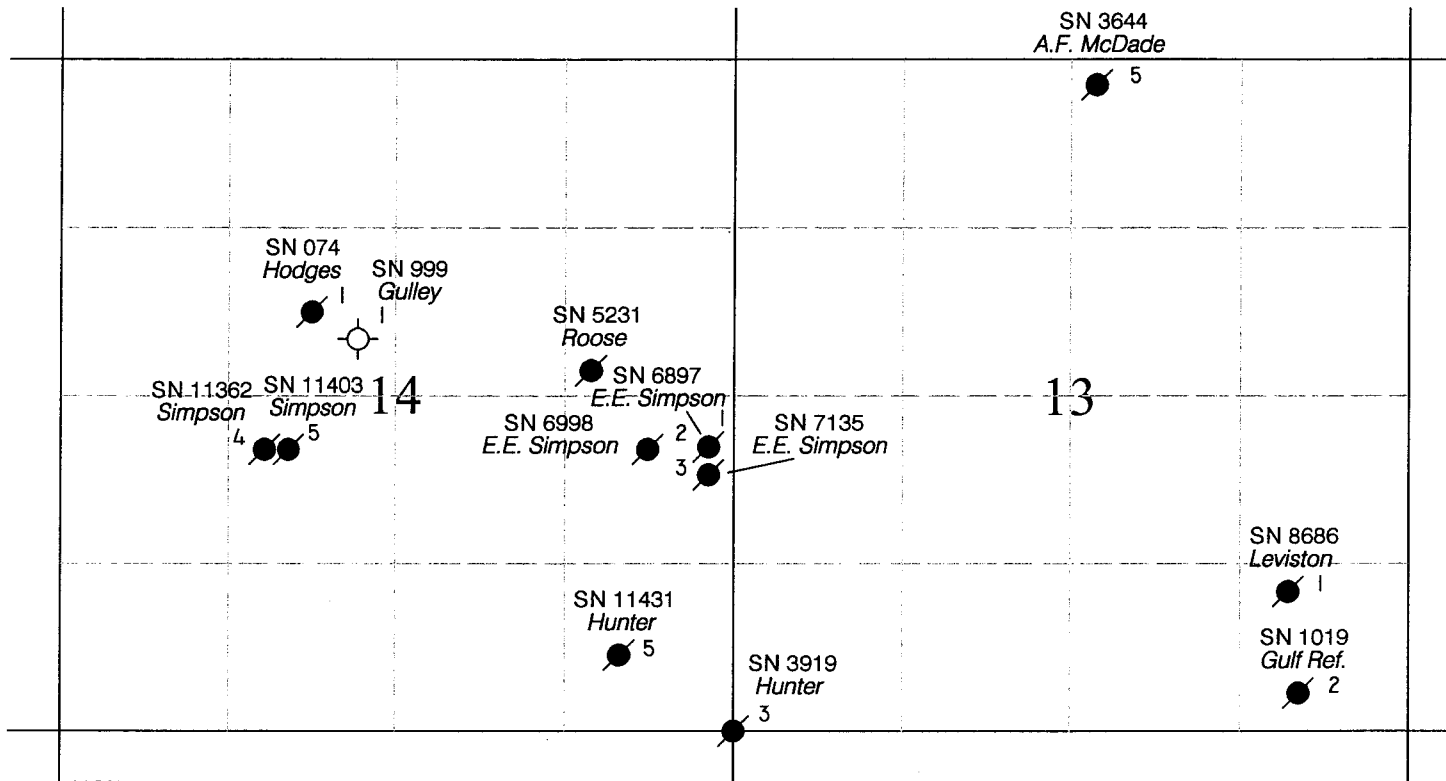 SN 3644
A.F. McDade
5
SN 074
Hodges
1
SN 999
Gulley
1
SN 5231
Roose
SN 11362
Simpson
4
SN 11403
Simpson
5
14
SN 6897
E.E. Simpson
1
13
SN 6998
E.E. Simpson
2
3
SN 7135
E.E. Simpson
SN 8686
Leviston
1
SN 11431
Hunter
5
SN 1019
Gulf Ref.
2
SN 3919
Hunter
3